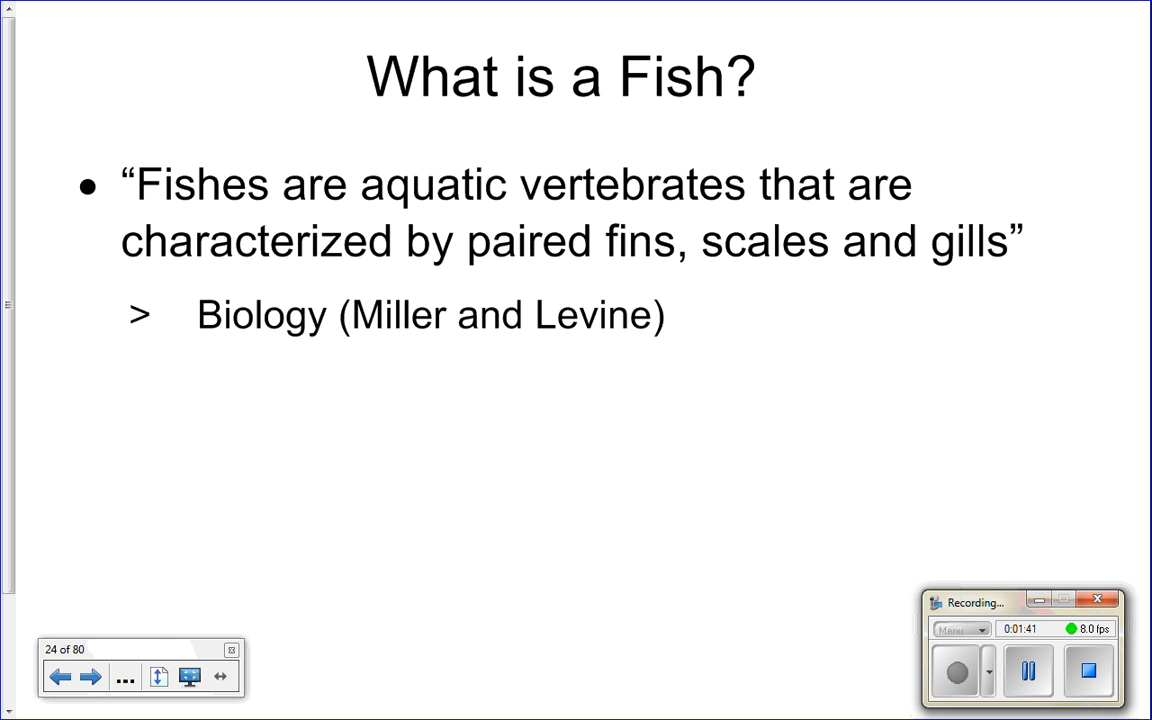 What is a Fish?
• “Fishes are aquatic vertebrates that are
characterized by paired fins, scales and gills”
> Biology (Miller and Levine)
24 of 80
...
Recording...
Menu
0:01:41
8.0 fps